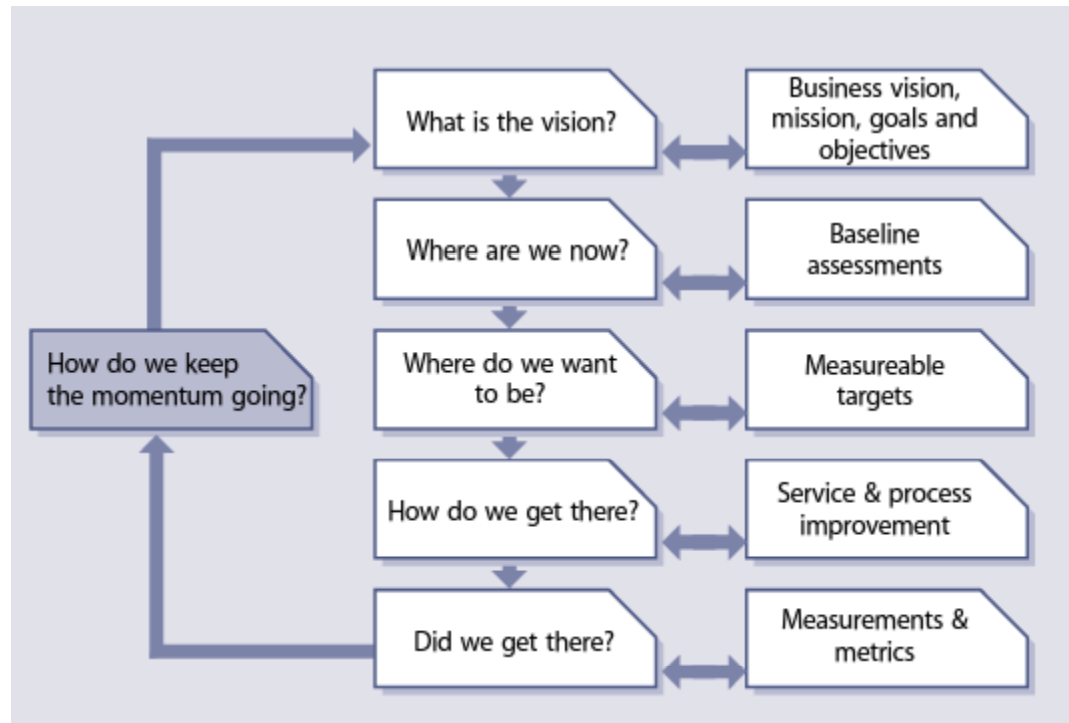 What is the vision?
Business vision,
mission, goals and
objectives
Where are we now?
Baseline
assessments
How do we keep
the momentum going?
Where do we want
to be?
Measureable
targets
How do we get there?
Service & process
improvement
Did we get there?
Measurements &
metrics